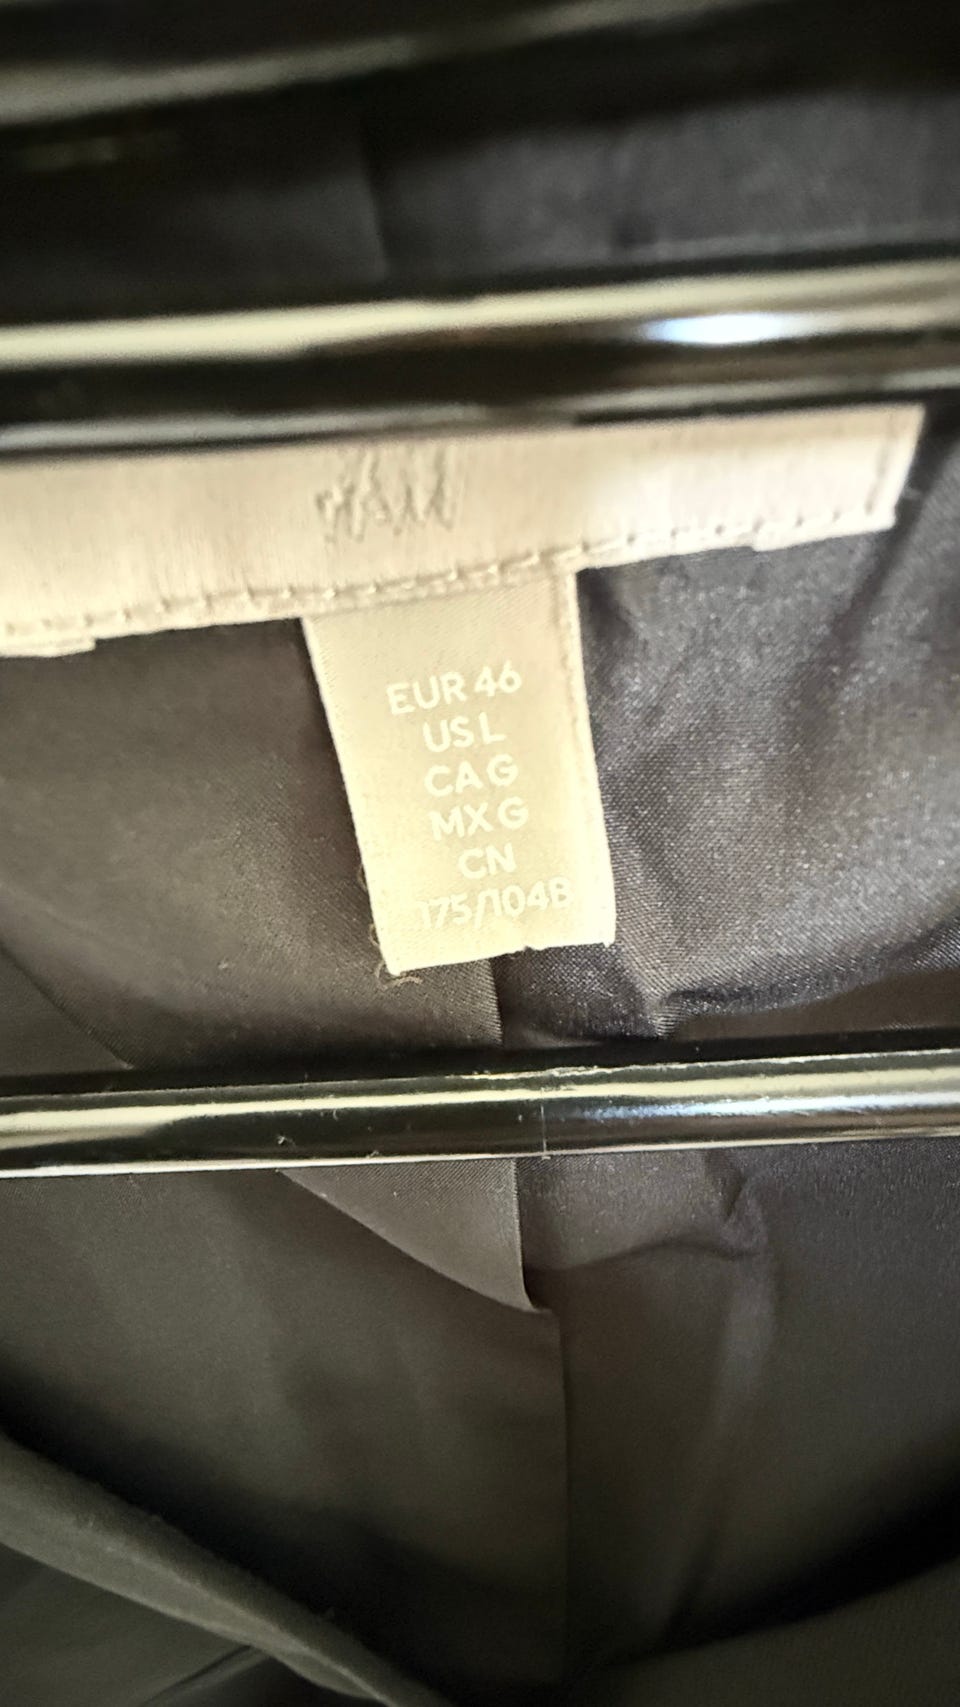 H&M
EUR 46
US L
CA G
MX G
CN
175/104B